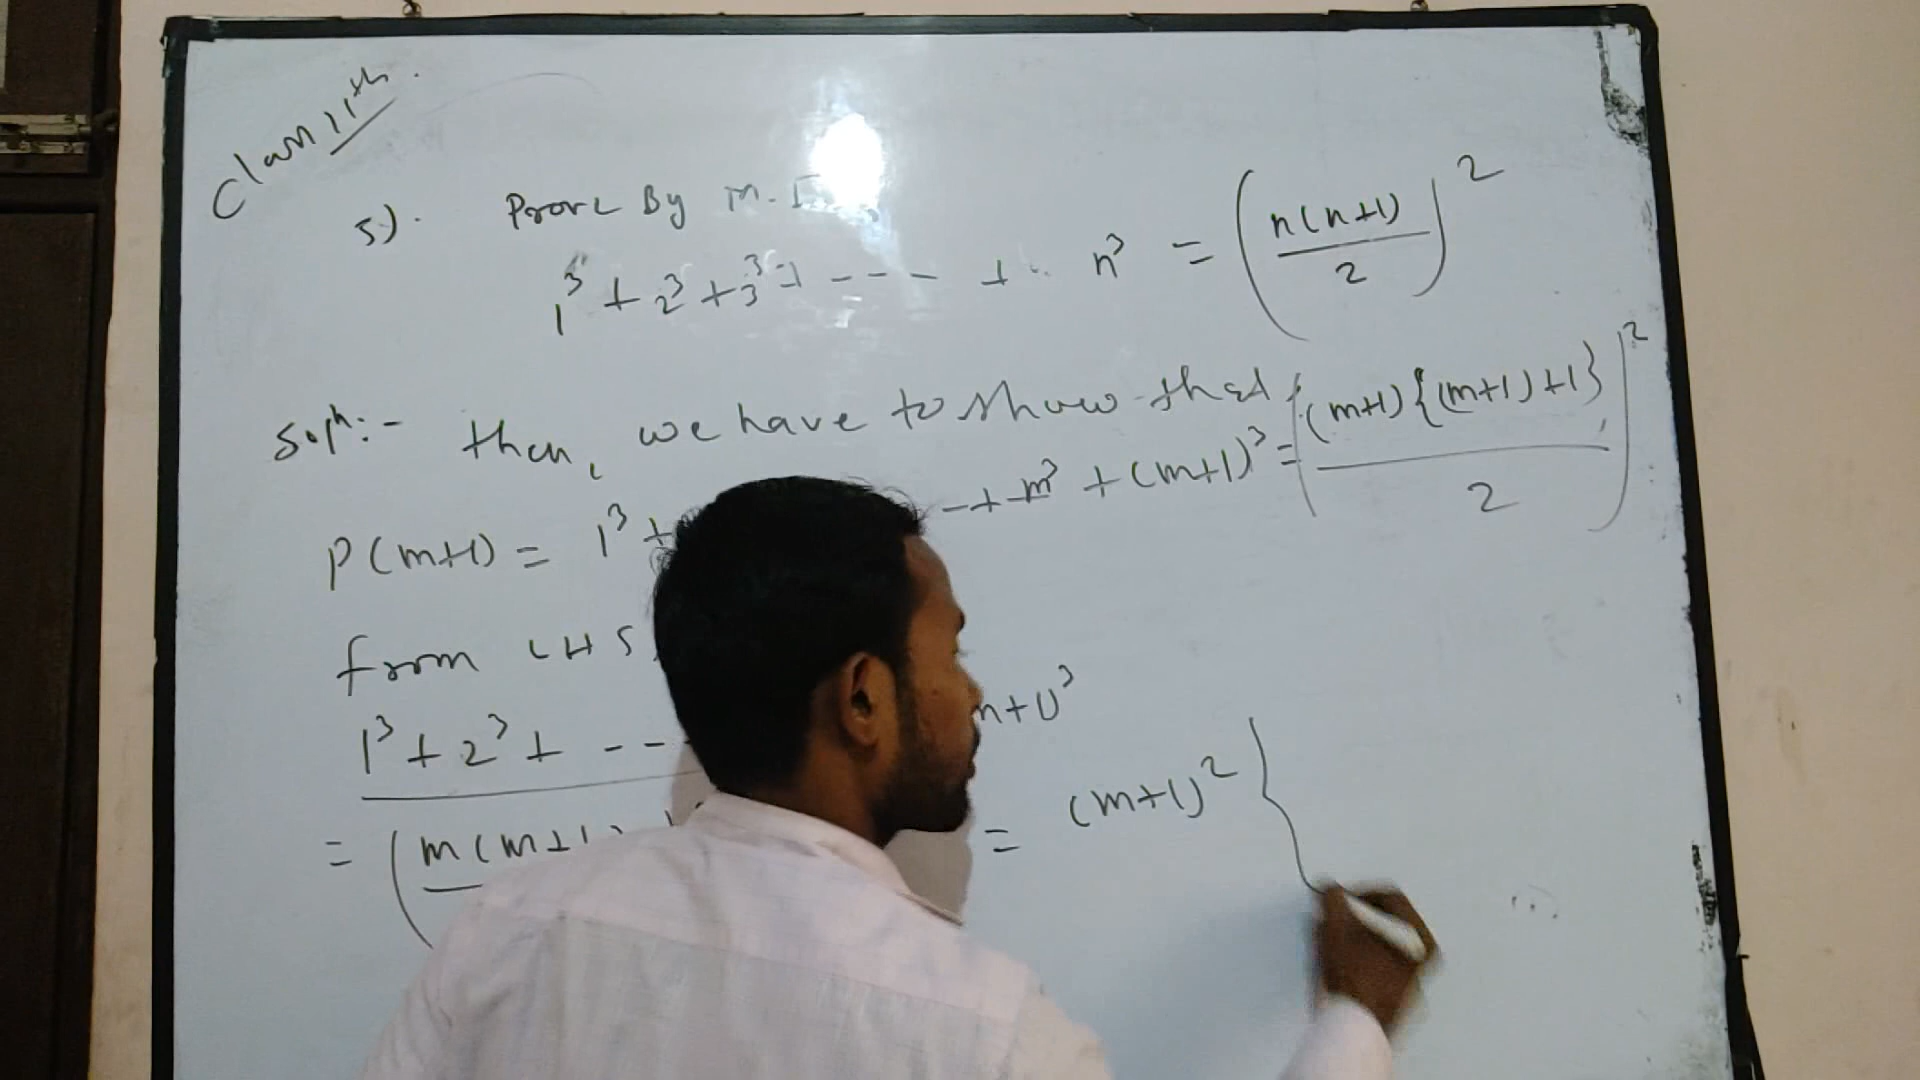 Class 11th.
5). Prove By M.I.
1³ + 2³ + 3³ + --- + n³ = (n(n+1)/2)²
Solⁿ:- then, we have to show that
P(m+1) = 1³ + - + m³ + (m+1)³ = ((m+1){(m+1)+1}/2)²
from LHS
1³ + 2³ + --- +1)³
= (m(m+1) = (m+1)² {